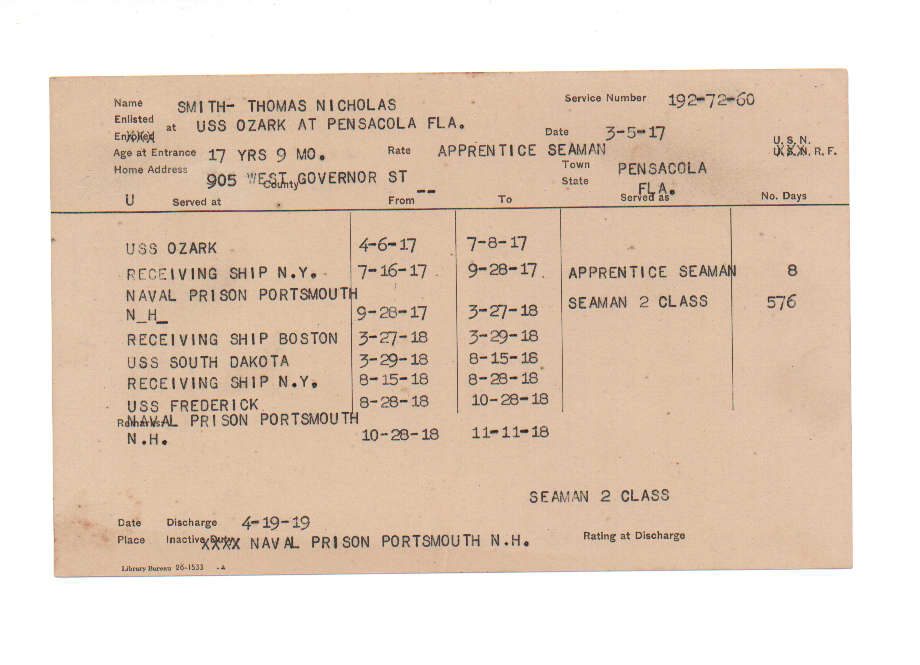 Name SMITH- THOMAS NICHOLAS Service Number 192-72-60
Enlisted
Enrolled at USS OZARK AT PENSACOLA FLA. Date 3-5-17
U.S.N.
Age at Entrance 17 YRS 9 MO. Rate APPRENTICE SEAMAN U.S.N.R.F.
Home Address 905 WEST GOVERNOR ST Town PENSACOLA
County -- State FLA.
U Served at From To Served as No. Days
USS OZARK 4-6-17 7-8-17
RECEIVING SHIP N.Y. 7-16-17 9-28-17 APPRENTICE SEAMAN 8
NAVAL PRISON PORTSMOUTH
N_H_ 9-28-17 3-27-18 SEAMAN 2 CLASS 576
RECEIVING SHIP BOSTON 3-27-18 3-29-18
USS SOUTH DAKOTA 3-29-18 8-15-18
RECEIVING SHIP N.Y. 8-15-18 8-28-18
USS FREDERICK 8-28-18 10-28-18
Remarks: NAVAL PRISON PORTSMOUTH
N.H. 10-28-18 11-11-18
SEAMAN 2 CLASS
Date Discharge 4-19-19
Place Inactive Duty XXXX NAVAL PRISON PORTSMOUTH N.H. Rating at Discharge
Library Bureau 26-1533 -A